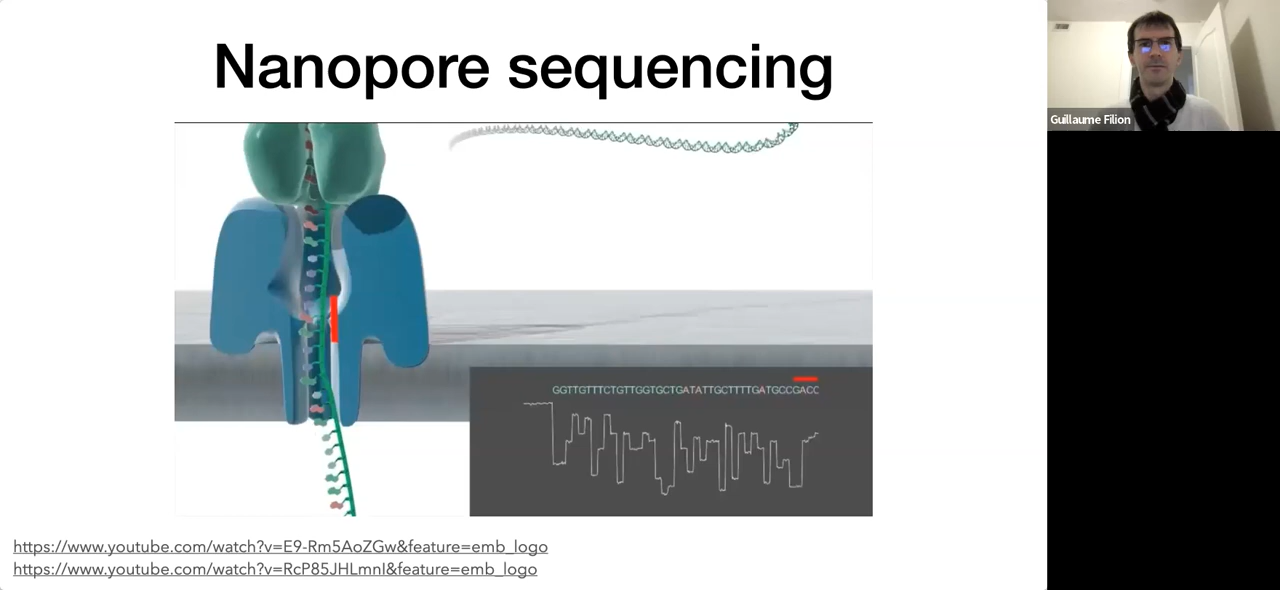 Nanopore sequencing
Guillaume Filion
GGTTGTTTCTGTTGGTGCTGATATTGCTTTTGATGCCGACC
https://www.youtube.com/watch?v=E9-Rm5AoZGw&feature=emb_logo
https://www.youtube.com/watch?v=RcP85JHLmnI&feature=emb_logo